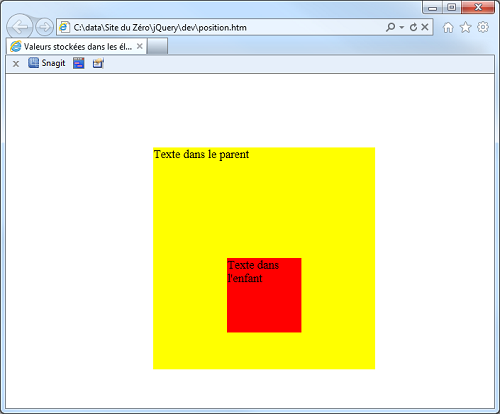 C:\data\Site du Zéro\jQuery\dev\position.htm
Valeurs stockées dans les él...
x Snagit
Texte dans le parent
Texte dans
l'enfant